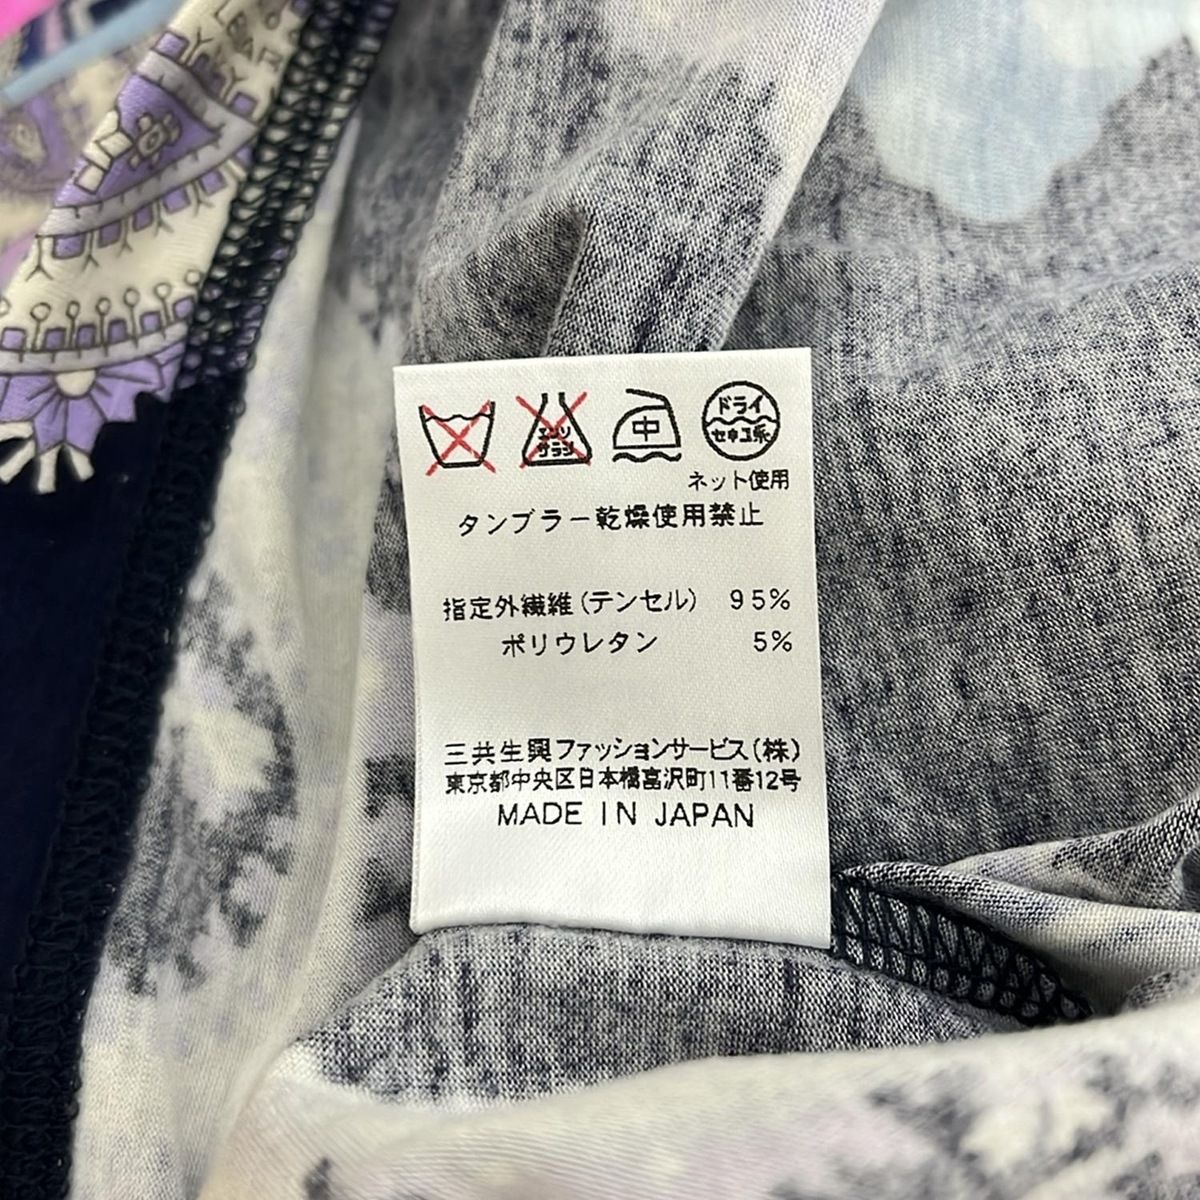 LEO
LEAR
エンソ
サラシ
中
ドライ
セキユ系
ネット使用
タンブラー乾燥使用禁止
指定外繊維(テンセル) 95%
ポリウレタン 5%
三共生興ファッションサービス(株)
東京都中央区日本橋富沢町11番12号
MADE IN JAPAN